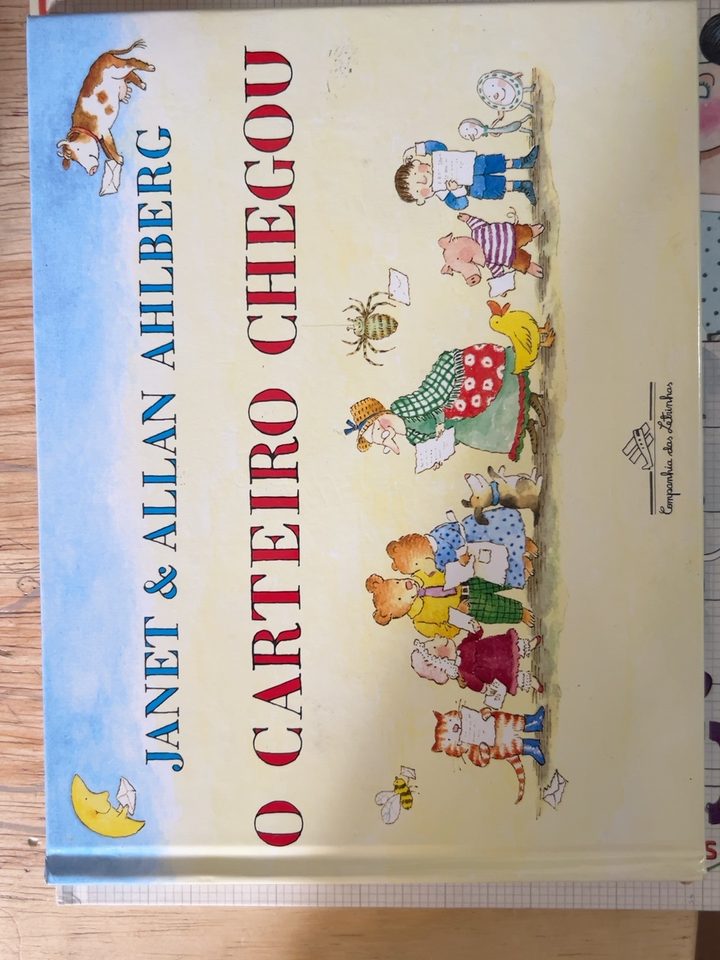 JANET & ALLAN AHLBERG
O CARTEIRO CHEGOU
Companhia das Letrinhas